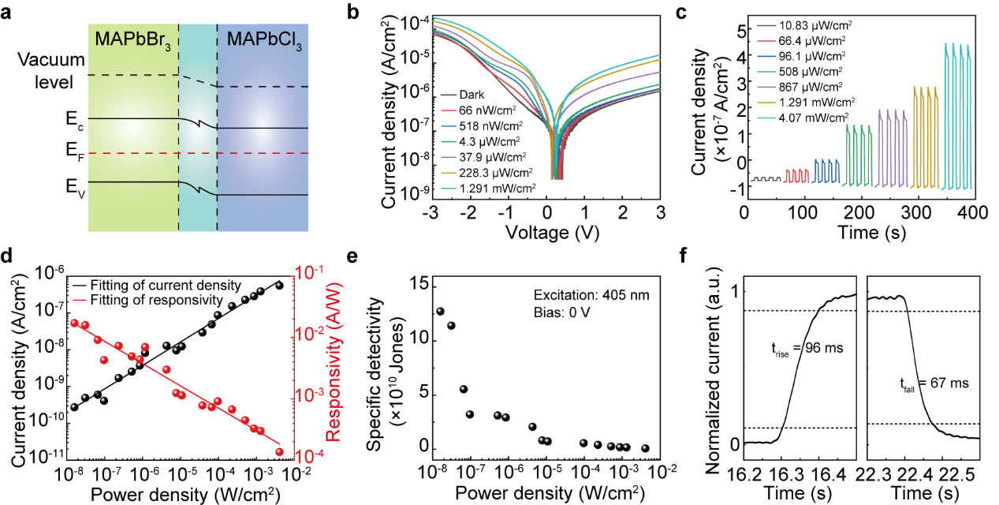 a
MAPbBr₃ MAPbCl₃
Vacuum
level
E_c
E_F
E_V
b
Current density (A/cm²)
10⁻⁴
10⁻⁵
10⁻⁶
10⁻⁷
10⁻⁸
10⁻⁹
Dark
66 nW/cm²
518 nW/cm²
4.3 μW/cm²
37.9 μW/cm²
228.3 μW/cm²
1.291 mW/cm²
-3 -2 -1 0 1 2 3
Voltage (V)
c
Current density
(×10⁻⁷ A/cm²)
5
4
3
2
1
0
-1
10.83 μW/cm²
66.4 μW/cm²
96.1 μW/cm²
508 μW/cm²
867 μW/cm²
1.291 mW/cm²
4.07 mW/cm²
0 100 200 300 400
Time (s)
d
Current density (A/cm²)
10⁻⁶
10⁻⁷
10⁻⁸
10⁻⁹
10⁻¹⁰
10⁻¹¹
Fitting of current density
Fitting of responsivity
10⁻¹
10⁻²
10⁻³
10⁻⁴
Responsivity (A/W)
10⁻⁸ 10⁻⁷ 10⁻⁶ 10⁻⁵ 10⁻⁴ 10⁻³ 10⁻²
Power density (W/cm²)
e
Specific detectivity
(×10¹⁰ Jones)
15
10
5
0
Excitation: 405 nm
Bias: 0 V
10⁻⁸ 10⁻⁷ 10⁻⁶ 10⁻⁵ 10⁻⁴ 10⁻³ 10⁻²
Power density (W/cm²)
f
Normalized current (a.u.)
1
0
t_rise = 96 ms
t_fall = 67 ms
16.2 16.3 16.4 22.3 22.4 22.5
Time (s) Time (s)